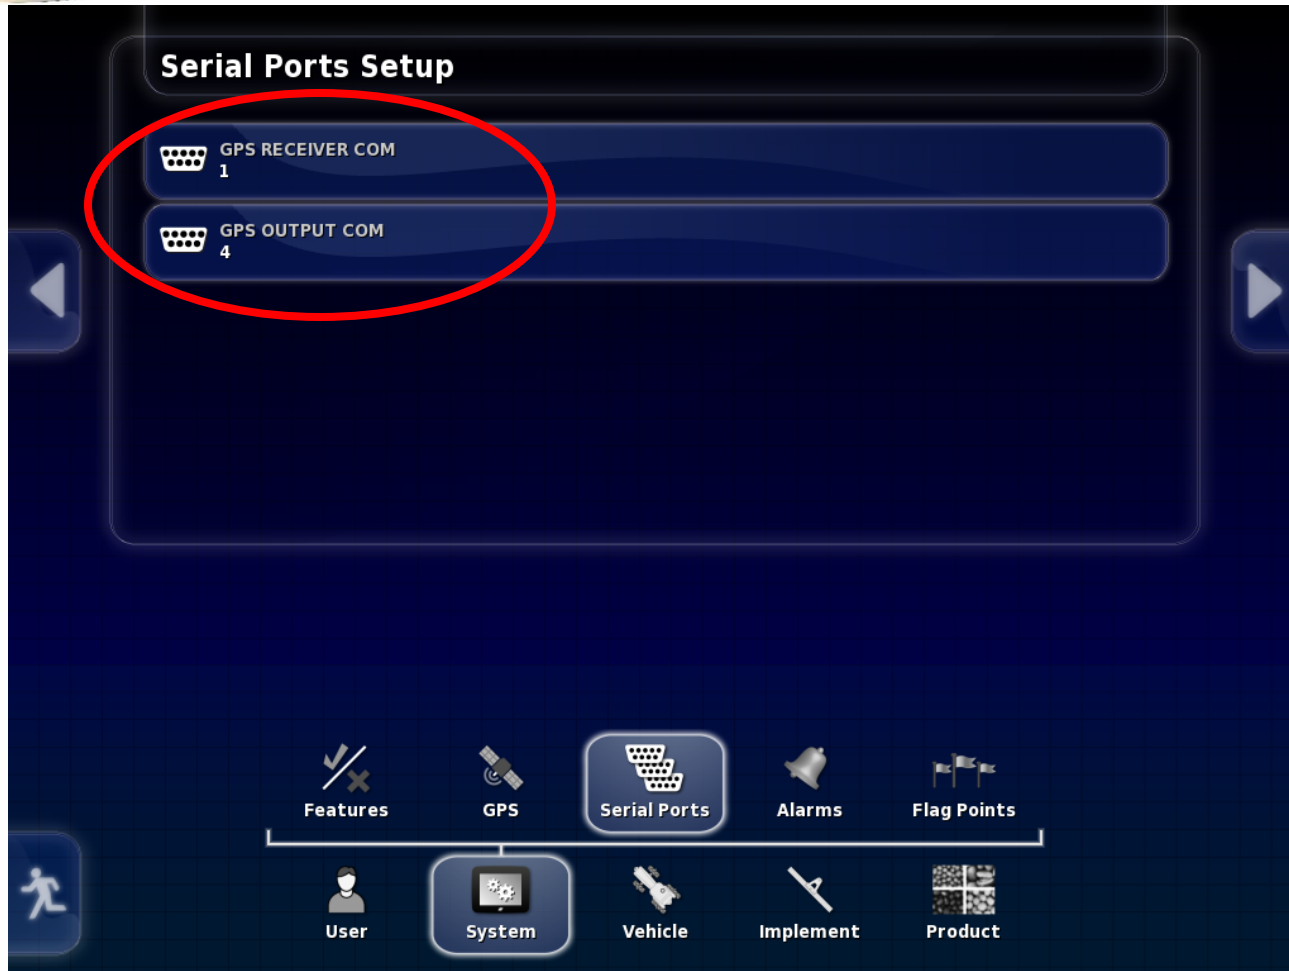 Serial Ports Setup
GPS RECEIVER COM
1
GPS OUTPUT COM
4
Features
GPS
Serial Ports
Alarms
Flag Points
User
System
Vehicle
Implement
Product